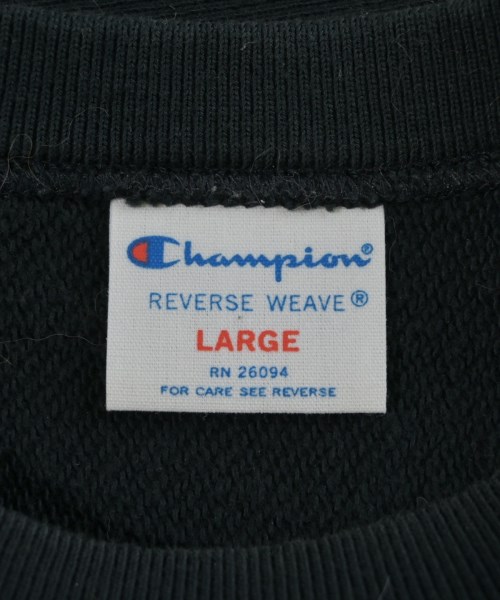 Champion®
REVERSE WEAVE®
LARGE
RN 26094
FOR CARE SEE REVERSE